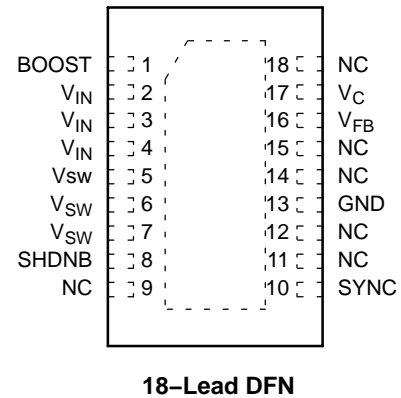 BOOST 1 18 NC
VIN 2 17 VC
VIN 3 16 VFB
VIN 4 15 NC
Vsw 5 14 NC
VSW 6 13 GND
VSW 7 12 NC
SHDNB 8 11 NC
NC 9 10 SYNC
18–Lead DFN